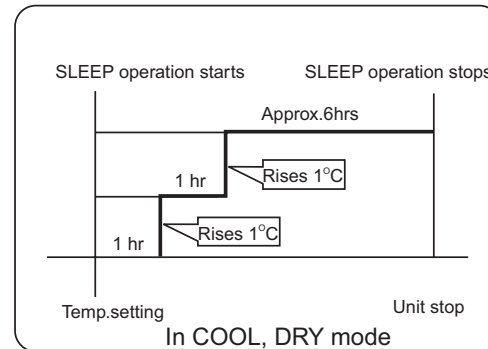 SLEEP operation starts
SLEEP operation stops
Approx.6hrs
1 hr
Rises 1°C
1 hr
Rises 1°C
Temp.setting
Unit stop
In COOL, DRY mode